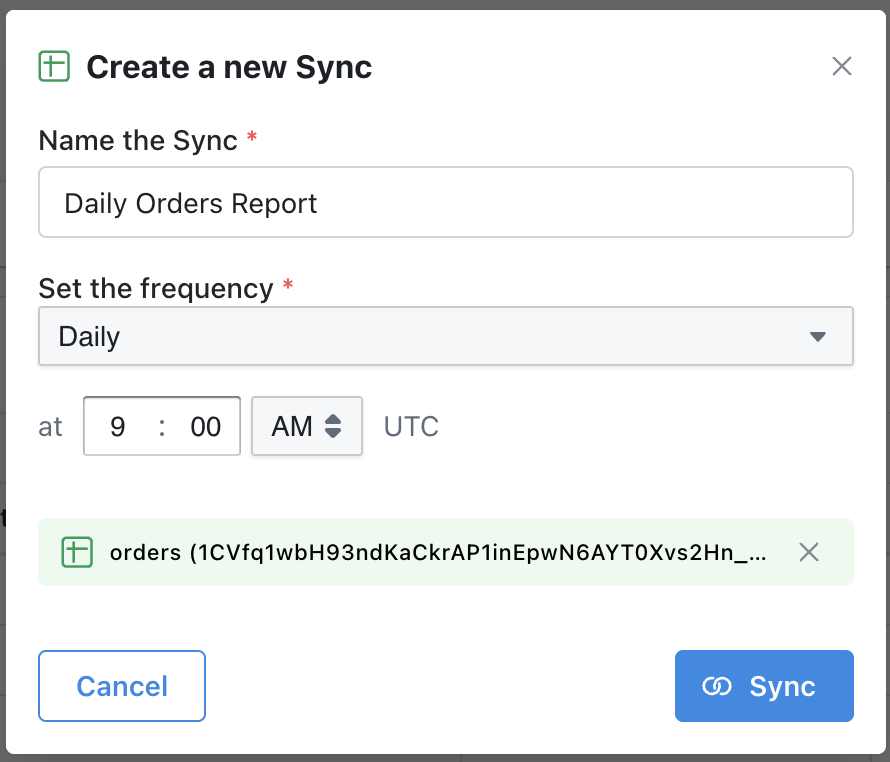 Create a new Sync
Name the Sync *
Daily Orders Report
Set the frequency *
Daily
at 9 : 00 AM UTC
orders (1CVfq1wbH93ndKaCkrAP1inEpwN6AYT0Xvs2Hn_...
Cancel
Sync